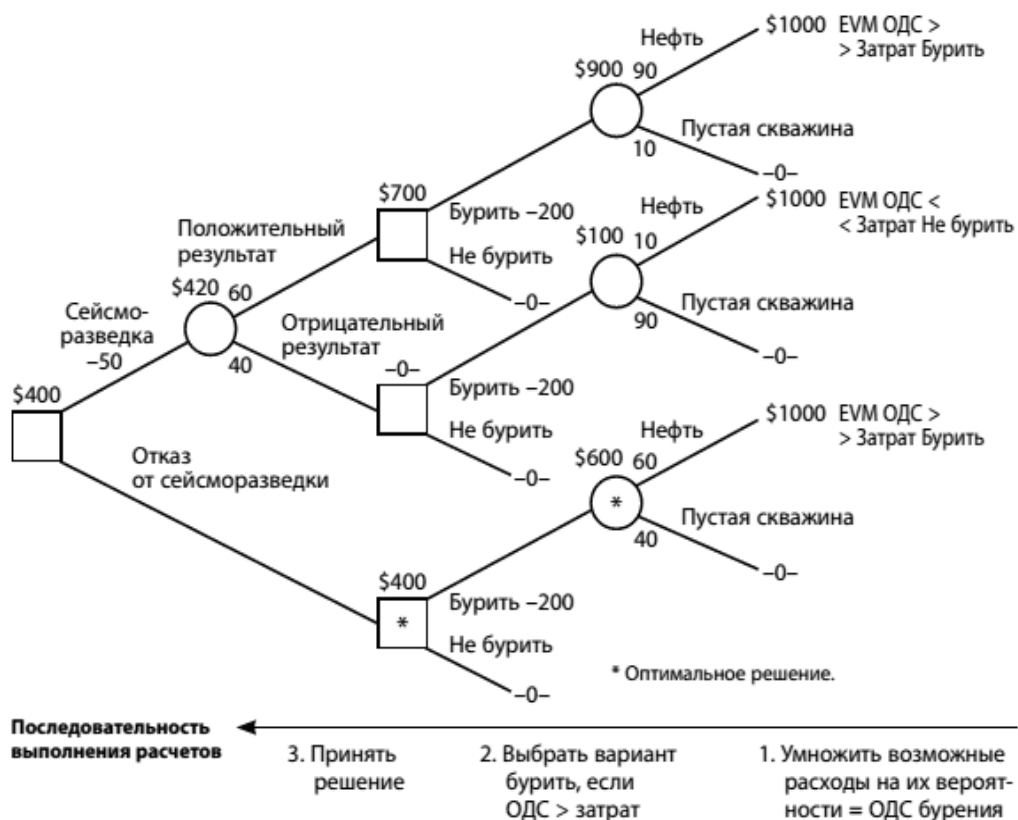 Нефть
$1000 EVM ОДС >
> Затрат Бурить
$900 90
Пустая скважина
10
–0–
$700
Бурить –200
Нефть
$1000 EVM ОДС <
< Затрат Не бурить
Положительный
результат
Не бурить
$100 10
–0–
$420 60
Сейсмо-
разведка
–50
Отрицательный
результат
40
Пустая скважина
90
–0–
–0–
$400
Бурить –200
Не бурить
–0–
Нефть
$1000 EVM ОДС >
> Затрат Бурить
Отказ
от сейсморазведки
$600 60
*
Пустая скважина
40
–0–
$400
*
Бурить –200
Не бурить
–0–
* Оптимальное решение.
Последовательность
выполнения расчетов
3. Принять
решение
2. Выбрать вариант
бурить, если
ОДС > затрат
1. Умножить возможные
расходы на их вероят-
ности = ОДС бурения